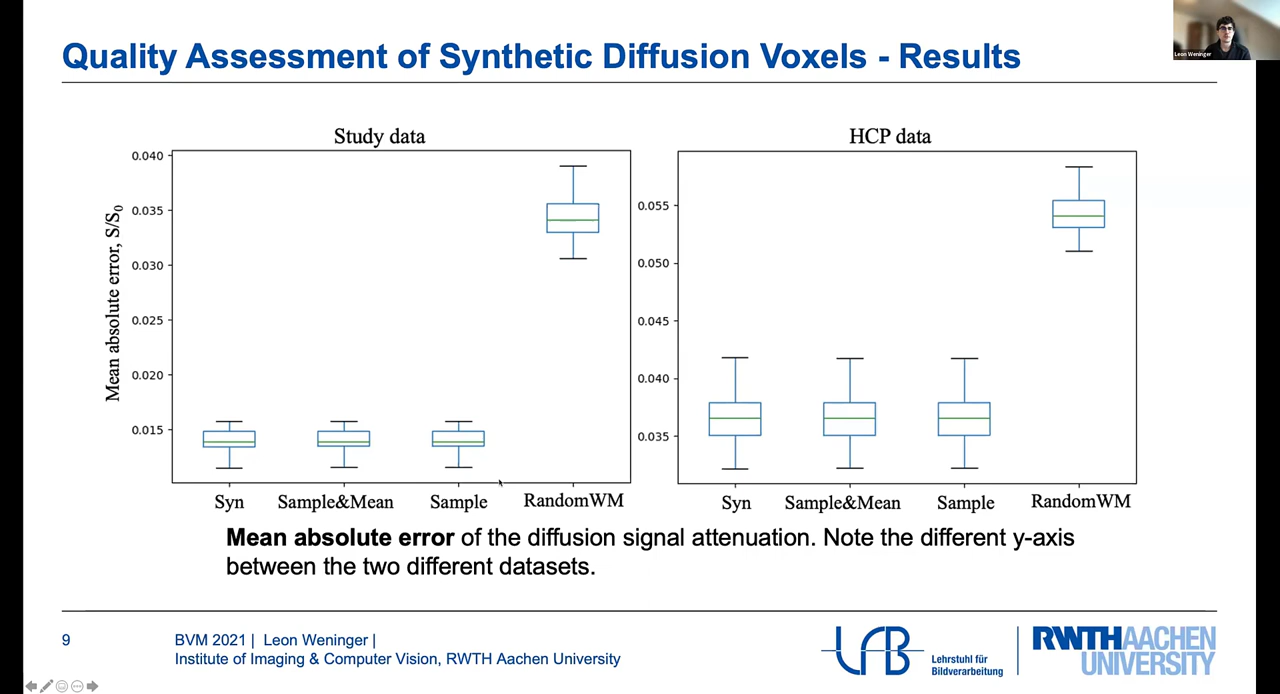 Quality Assessment of Synthetic Diffusion Voxels - Results
Leon Weninger
Study data
HCP data
Mean absolute error, S/S₀
0.040
0.035
0.030
0.025
0.020
0.015
0.055
0.050
0.045
0.040
0.035
Syn
Sample&Mean
Sample
RandomWM
Syn
Sample&Mean
Sample
RandomWM
Mean absolute error of the diffusion signal attenuation. Note the different y-axis
between the two different datasets.
9
BVM 2021 | Leon Weninger |
Institute of Imaging & Computer Vision, RWTH Aachen University
LFB
Lehrstuhl für
Bildverarbeitung
RWTHAACHEN
UNIVERSITY